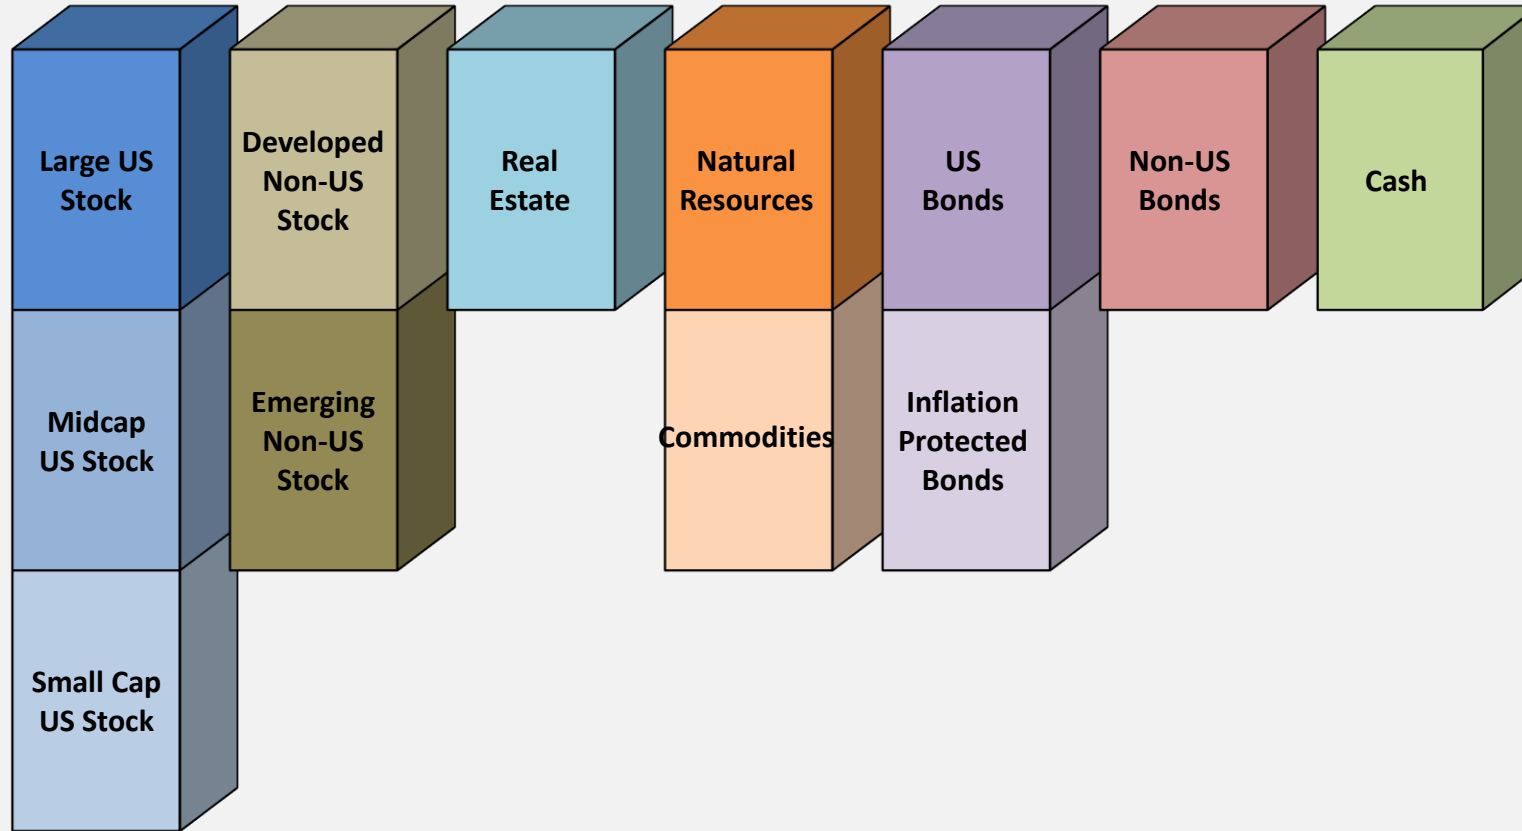 Large US
Stock
Developed
Non-US
Stock
Real
Estate
Natural
Resources
US
Bonds
Non-US
Bonds
Cash
Midcap
US Stock
Emerging
Non-US
Stock
Commodities
Inflation
Protected
Bonds
Small Cap
US Stock